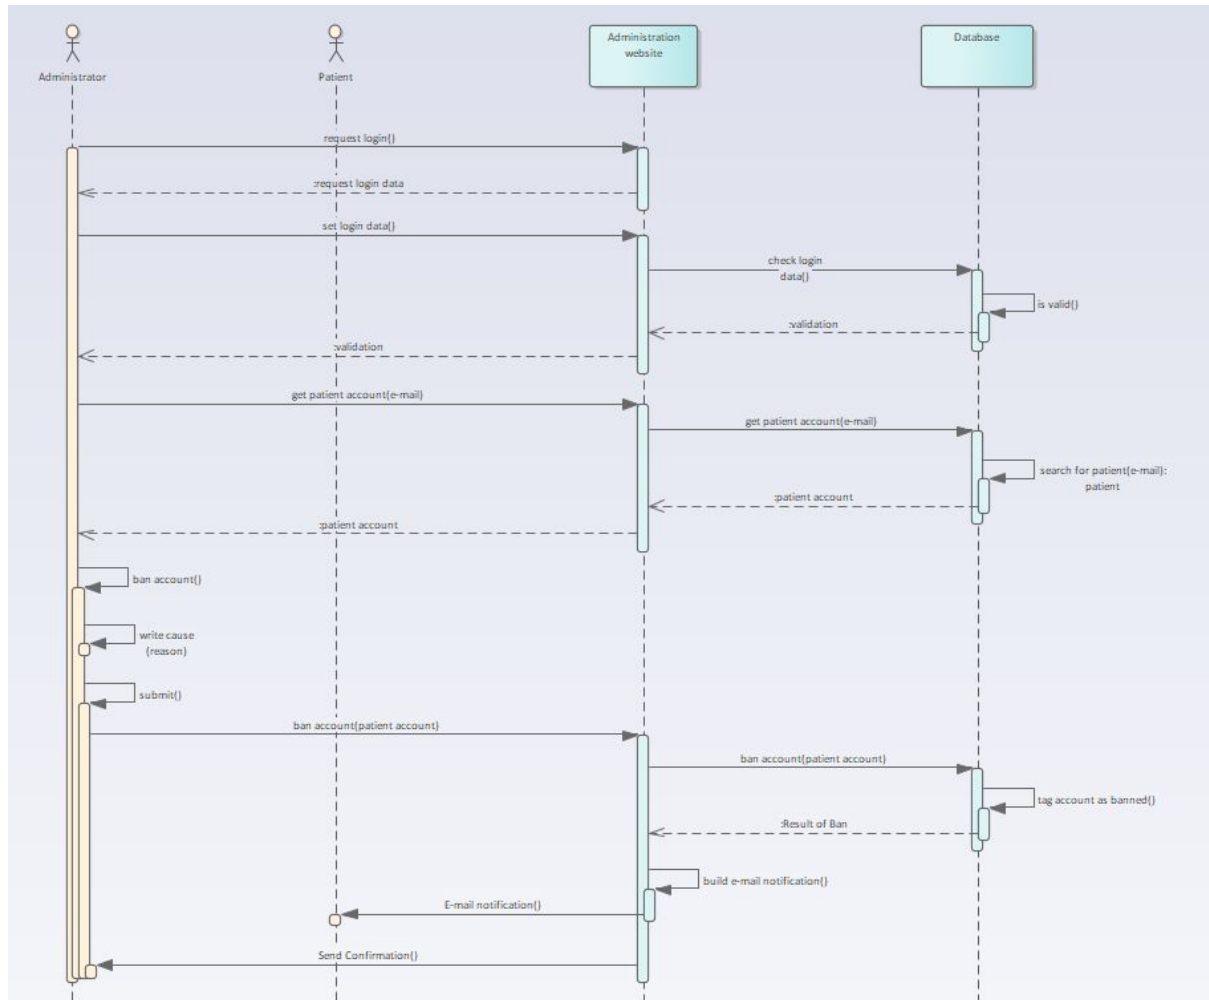 Administrator
Patient
Administration
website
Database
request login()
:request login data
set login data()
check login
data()
is valid()
:validation
:validation
get patient account(e-mail)
get patient account(e-mail)
search for patient(e-mail):
patient
:patient account
:patient account
ban account()
write cause
(reason)
submit()
ban account(patient account)
ban account(patient account)
tag account as banned()
:Result of Ban
build e-mail notification()
E-mail notification()
Send Confirmation()